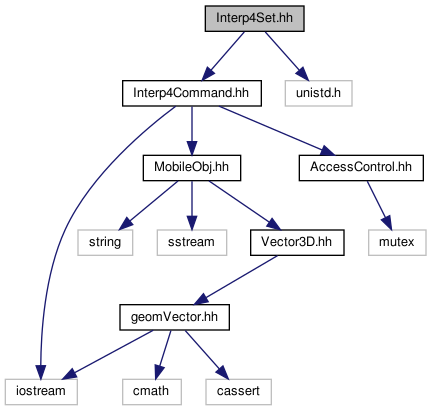 Interp4Set.hh
Interp4Command.hh
unistd.h
MobileObj.hh
AccessControl.hh
string
sstream
Vector3D.hh
mutex
geomVector.hh
iostream
cmath
cassert